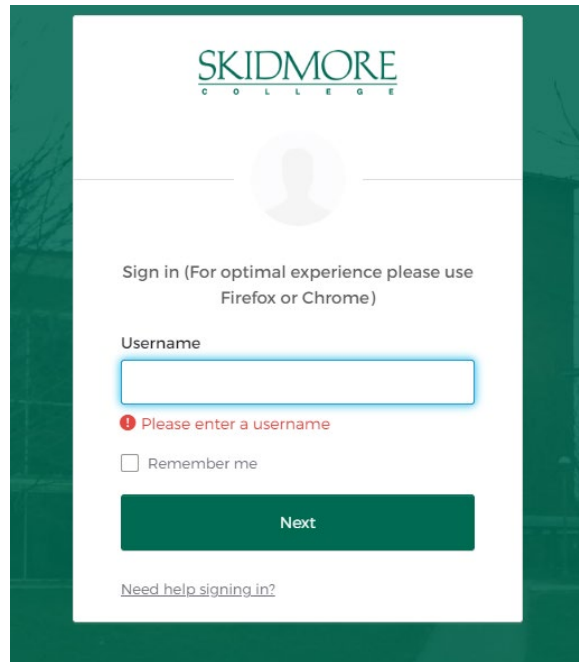 SKIDMORE
COLLEGE
Sign in (For optimal experience please use
Firefox or Chrome)
Username
Please enter a username
Remember me
Next
Need help signing in?